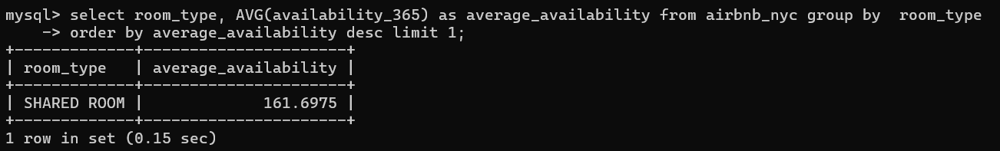 mysql> select room_type, AVG(availability_365) as average_availability from airbnb_nyc group by  room_type
    -> order by average_availability desc limit 1;
+-------------+----------------------+
| room_type   | average_availability |
+-------------+----------------------+
| SHARED ROOM |             161.6975 |
+-------------+----------------------+
1 row in set (0.15 sec)